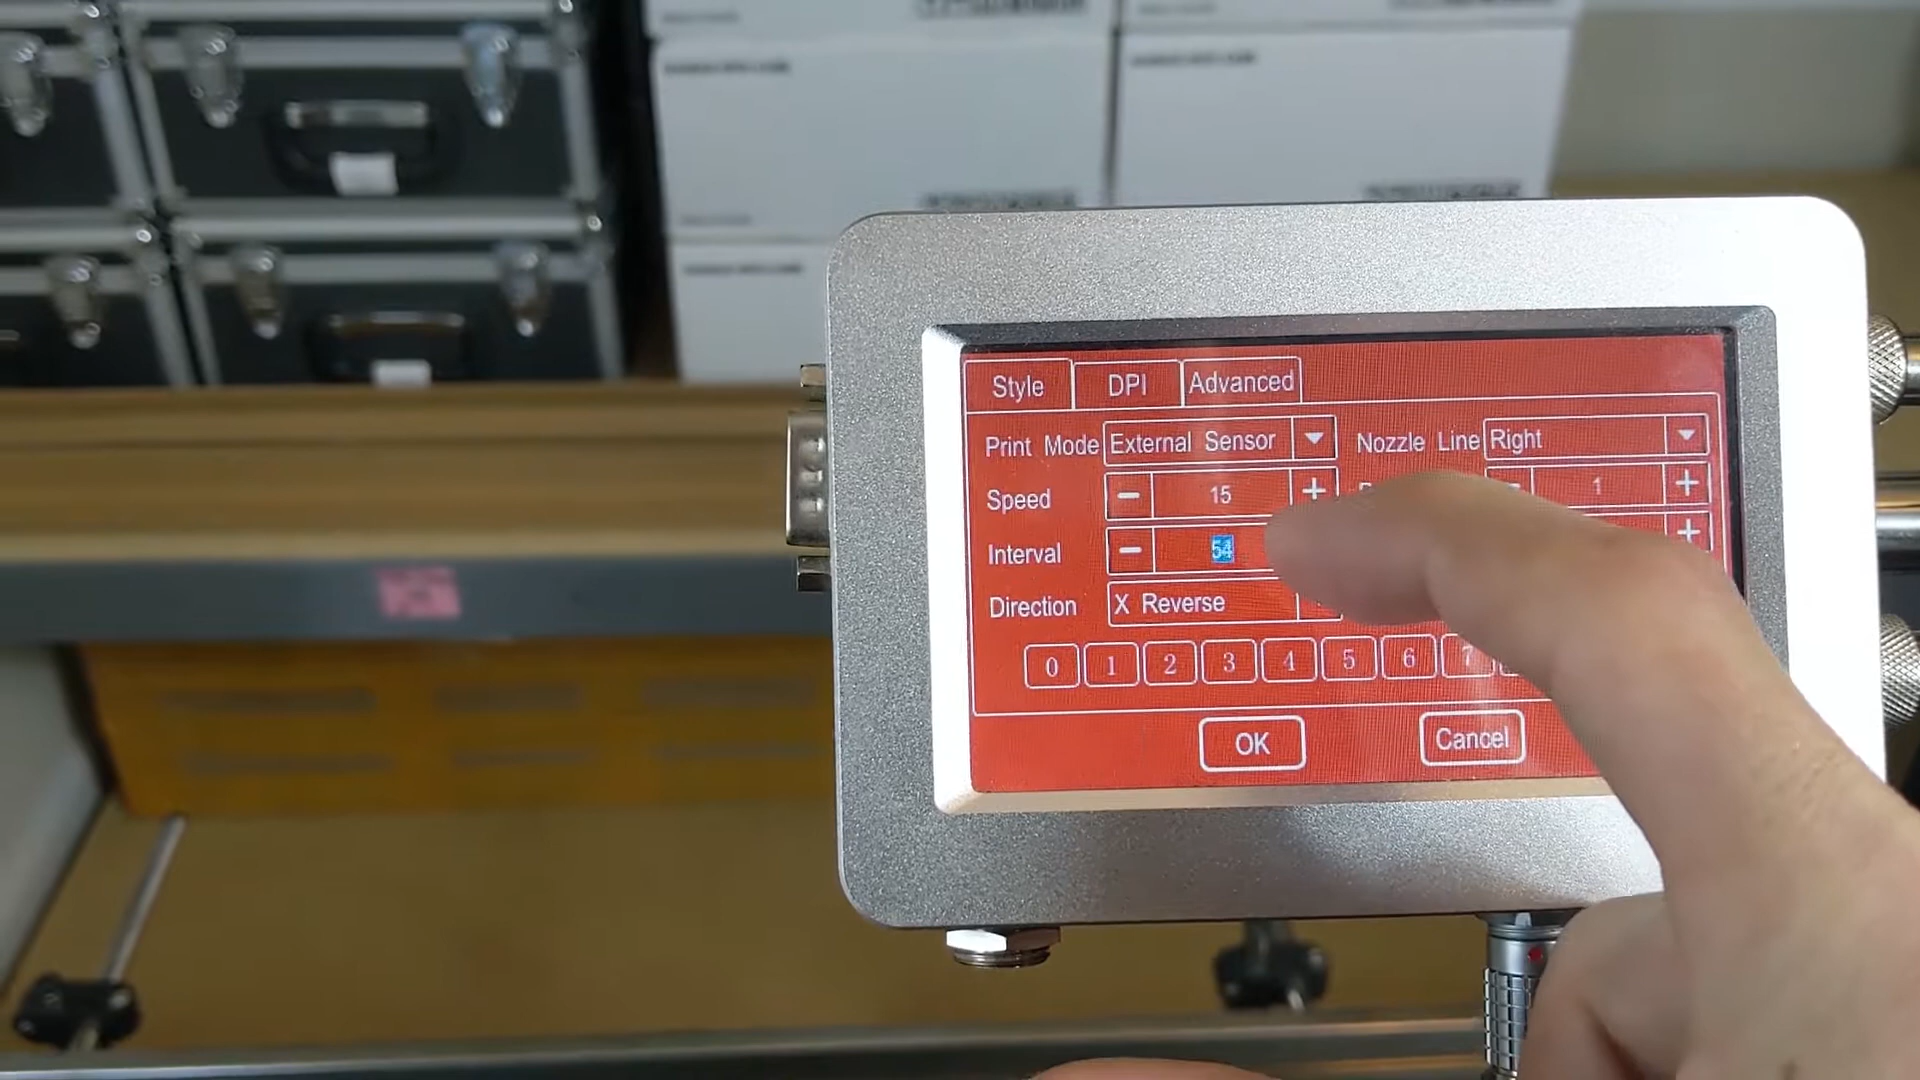 Style DPI Advanced
Print Mode External Sensor Nozzle Line Right
Speed - 15 + 1 +
Interval - 54 +
Direction X Reverse
0 1 2 3 4 5 6 7
OK Cancel